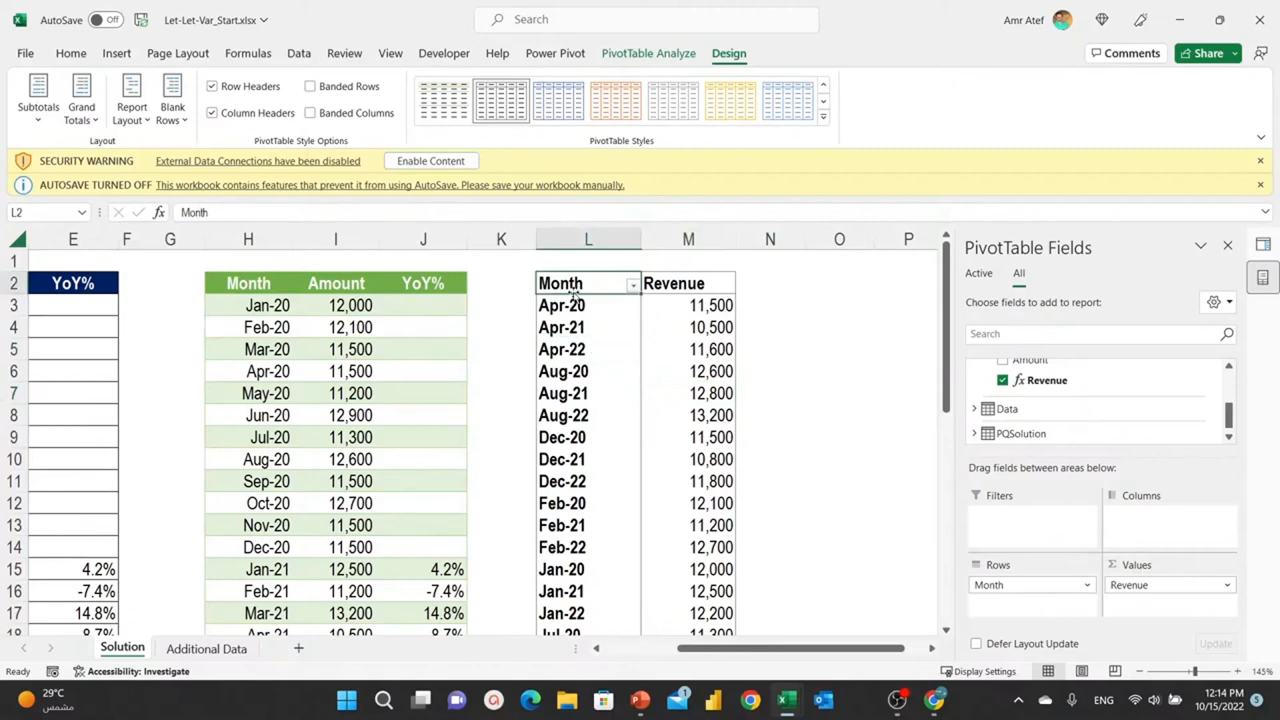 AutoSave Off Let-Let-Var_Start.xlsx Search Amr Atef
File Home Insert Page Layout Formulas Data Review View Developer Help Power Pivot PivotTable Analyze Design Comments Share
Subtotals Grand Totals Report Layout Blank Rows
Row Headers Banded Rows
Column Headers Banded Columns
Layout PivotTable Style Options PivotTable Styles
SECURITY WARNING External Data Connections have been disabled Enable Content
AUTOSAVE TURNED OFF This workbook contains features that prevent it from using AutoSave. Please save your workbook manually.
L2 fx Month
E F G H I J K L M N O P
1
2 YoY% Month Amount YoY% Month Revenue
3 Jan-20 12,000 Apr-20 11,500
4 Feb-20 12,100 Apr-21 10,500
5 Mar-20 11,500 Apr-22 11,600
6 Apr-20 11,500 Aug-20 12,600
7 May-20 11,200 Aug-21 12,800
8 Jun-20 12,900 Aug-22 13,200
9 Jul-20 11,300 Dec-20 11,500
10 Aug-20 12,600 Dec-21 10,800
11 Sep-20 11,500 Dec-22 11,800
12 Oct-20 12,700 Feb-20 12,100
13 Nov-20 11,500 Feb-21 11,200
14 Dec-20 11,500 Feb-22 12,700
15 4.2% Jan-21 12,500 4.2% Jan-20 12,000
16 -7.4% Feb-21 11,200 -7.4% Jan-21 12,500
17 14.8% Mar-21 13,200 14.8% Jan-22 12,200
18 8.7% Apr-21 10,500 8.7% Jul-20 11,300
PivotTable Fields
Active All
Choose fields to add to report:
Search
Amount
fx Revenue
Data
PQSolution
Drag fields between areas below:
Filters Columns
Rows Values
Month Revenue
Defer Layout Update Update
Solution Additional Data
Ready Accessibility: Investigate Display Settings 145%
29°C
مشمس
1
ENG
12:14 PM
10/15/2022